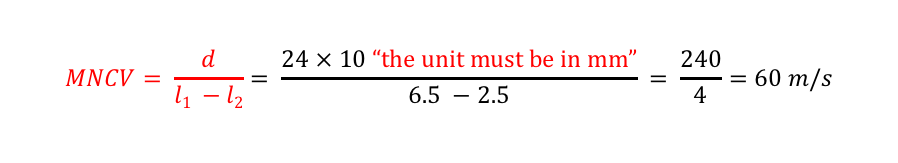 MNCV = d / l₁ − l₂ = 24 × 10 “the unit must be in mm” / 6.5 − 2.5 = 240 / 4 = 60 m/s